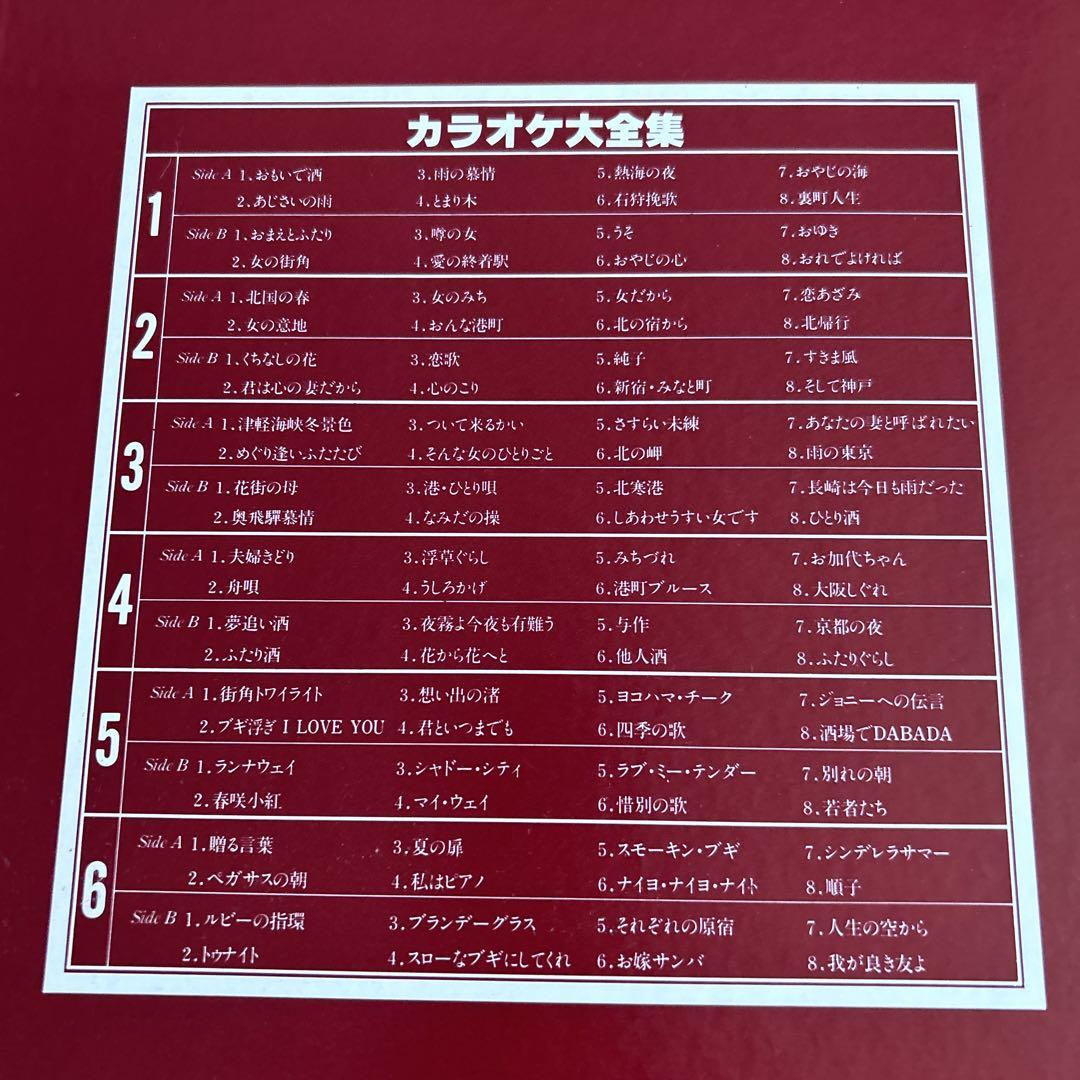 カラオケ大全集
1
Side A 1.おもいで酒 3.雨の慕情 5.熱海の夜 7.おやじの海
2.あじさいの雨 4.とまり木 6.石狩挽歌 8.裏町人生
Side B 1.おまえとふたり 3.噂の女 5.うそ 7.おゆき
2.女の街角 4.愛の終着駅 6.おやじの心 8.おれでよければ
2
Side A 1.北国の春 3.女のみち 5.女だから 7.恋あざみ
2.女の意地 4.おんな港町 6.北の宿から 8.北帰行
Side B 1.くちなしの花 3.恋歌 5.純子 7.すきま風
2.君は心の妻だから 4.心のこり 6.新宿・みなと町 8.そして神戸
3
Side A 1.津軽海峡冬景色 3.ついて来るかい 5.さすらい未練 7.あなたの妻と呼ばれたい
2.めぐり逢いふたたび 4.そんな女のひとりごと 6.北の岬 8.雨の東京
Side B 1.花街の母 3.港・ひとり唄 5.北寒港 7.長崎は今日も雨だった
2.奥飛騨慕情 4.なみだの操 6.しあわせうすい女です 8.ひとり酒
4
Side A 1.夫婦きどり 3.浮草ぐらし 5.みちづれ 7.お加代ちゃん
2.舟唄 4.うしろかげ 6.港町ブルース 8.大阪しぐれ
Side B 1.夢追い酒 3.夜霧よ今夜も有難う 5.与作 7.京都の夜
2.ふたり酒 4.花から花へと 6.他人酒 8.ふたりぐらし
5
Side A 1.街角トワイライト 3.想い出の渚 5.ヨコハマ・チーク 7.ジョニーへの伝言
2.ブギ浮ぎ I LOVE YOU 4.君といつまでも 6.四季の歌 8.酒場でDABADA
Side B 1.ランナウェイ 3.シャドー・シティ 5.ラブ・ミー・テンダー 7.別れの朝
2.春咲小紅 4.マイ・ウェイ 6.惜別の歌 8.若者たち
6
Side A 1.贈る言葉 3.夏の扉 5.スモーキン・ブギ 7.シンデレラサマー
2.ペガサスの朝 4.私はピアノ 6.ナイヨ・ナイヨ・ナイト 8.順子
Side B 1.ルビーの指環 3.ブランデーグラス 5.それぞれの原宿 7.人生の空から
2.トゥナイト 4.スローなブギにしてくれ 6.お嫁サンバ 8.我が良き友よ